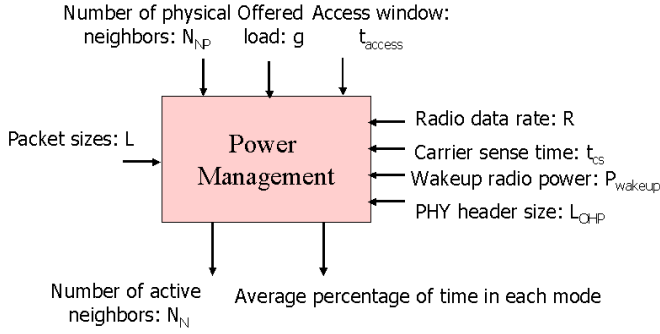 Number of physical neighbors: N_NP
Offered load: g
Access window: t_access
Packet sizes: L
Power
Management
Radio data rate: R
Carrier sense time: t_cs
Wakeup radio power: P_wakeup
PHY header size: L_OHP
Number of active
neighbors: N_N
Average percentage of time in each mode